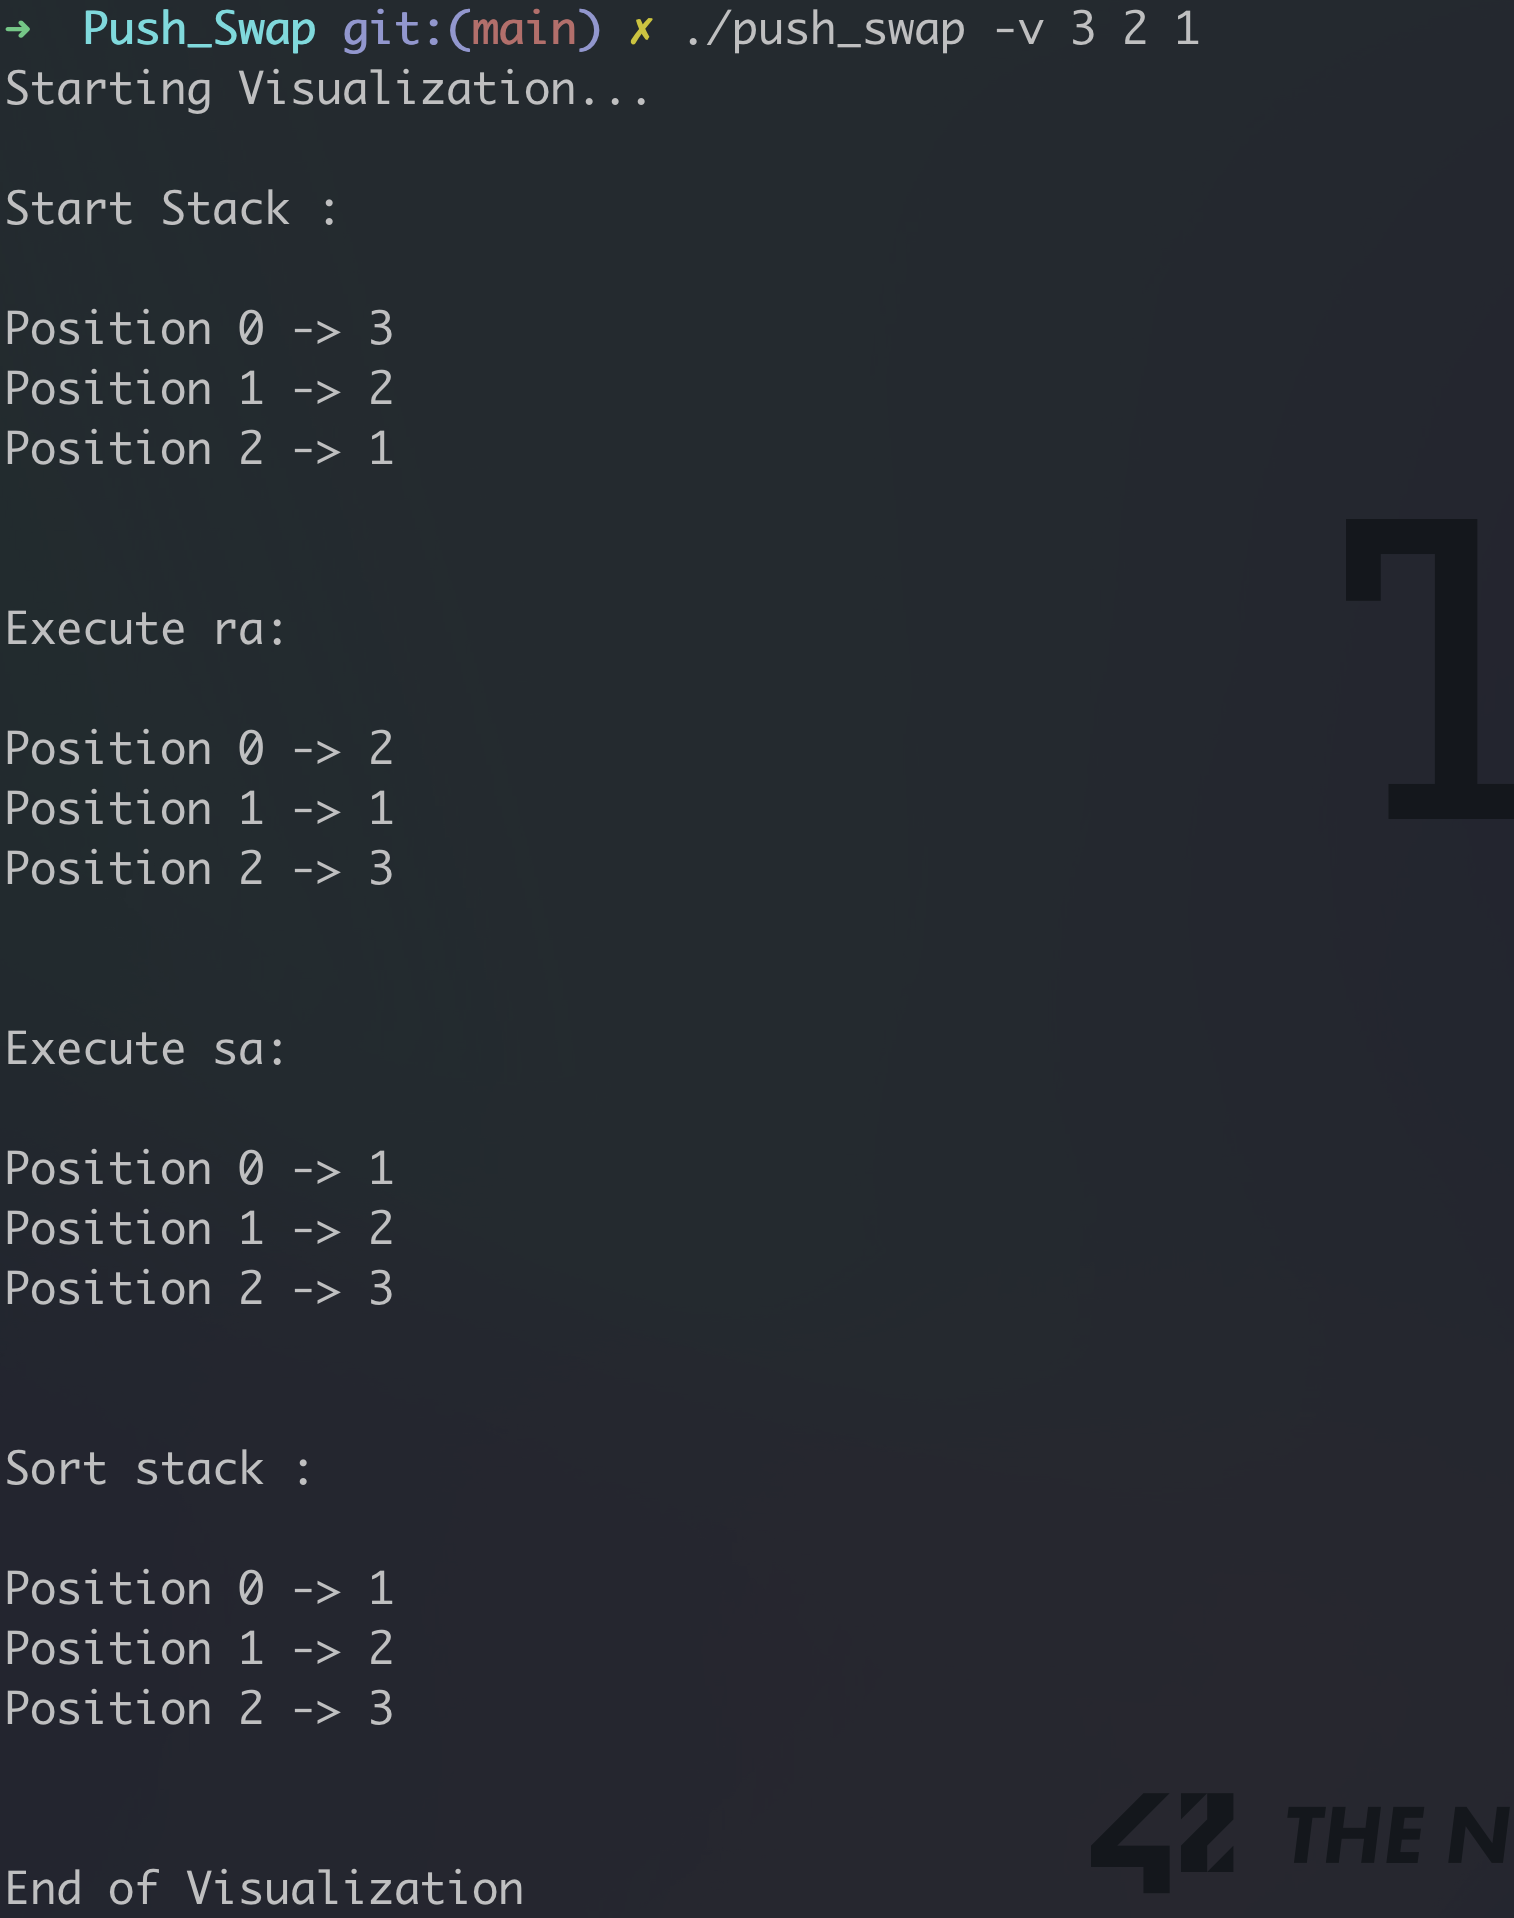 ➜  Push_Swap git:(main) ✗ ./push_swap -v 3 2 1
Starting Visualization...
Start Stack :
Position 0 -> 3
Position 1 -> 2
Position 2 -> 1
Execute ra:
Position 0 -> 2
Position 1 -> 1
Position 2 -> 3
Execute sa:
Position 0 -> 1
Position 1 -> 2
Position 2 -> 3
Sort stack :
Position 0 -> 1
Position 1 -> 2
Position 2 -> 3
End of Visualization
1
42 THE N